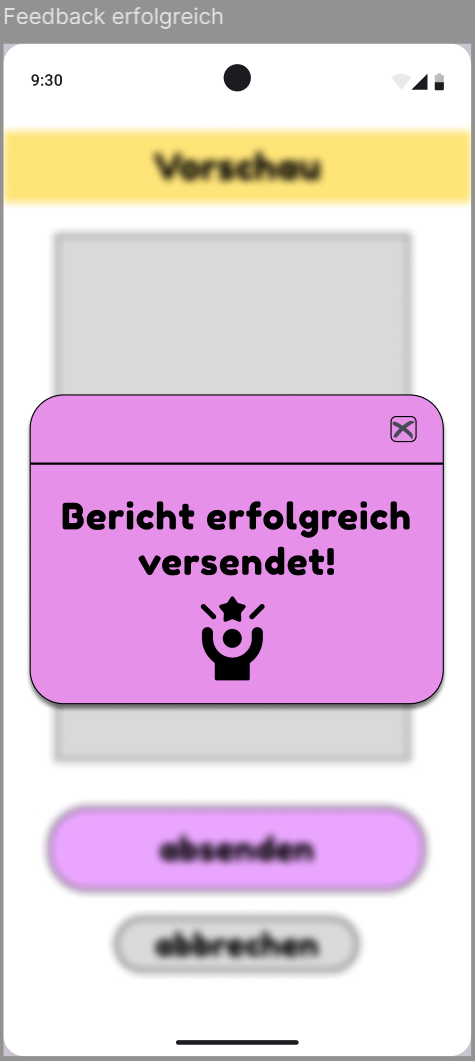 Feedback erfolgreich
9:30
Vorschau
Bericht erfolgreich
versendet!
absenden
abbrechen